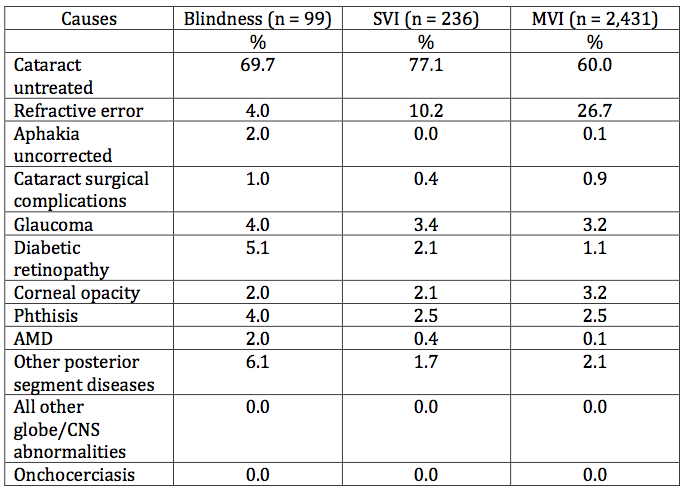 Causes Blindness (n = 99) SVI (n = 236) MVI (n = 2,431)
% % %
Cataract 69.7 77.1 60.0
untreated
Refractive error 4.0 10.2 26.7
Aphakia 2.0 0.0 0.1
uncorrected
Cataract surgical 1.0 0.4 0.9
complications
Glaucoma 4.0 3.4 3.2
Diabetic 5.1 2.1 1.1
retinopathy
Corneal opacity 2.0 2.1 3.2
Phthisis 4.0 2.5 2.5
AMD 2.0 0.4 0.1
Other posterior 6.1 1.7 2.1
segment diseases
All other 0.0 0.0 0.0
globe/CNS
abnormalities
Onchocerciasis 0.0 0.0 0.0